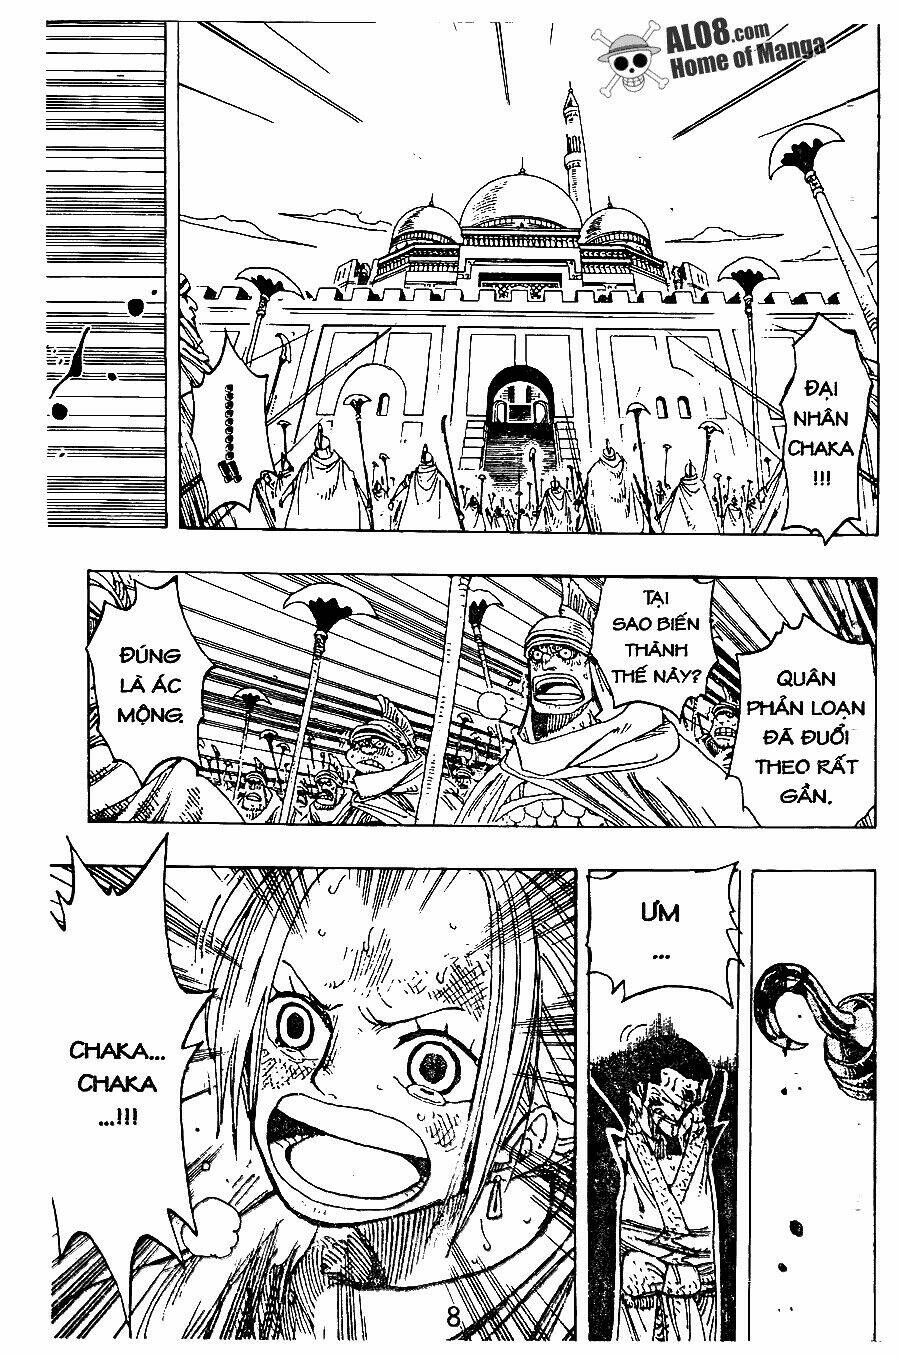 AL08.com
Home of Manga
ĐẠI
NHÂN
CHAKA
!!!
..........!!
TẠI
SAO BIẾN
THÀNH
THẾ NÀY?
QUÂN
PHẢN LOẠN
ĐÃ ĐUỔI
THEO RẤT
GẦN.
ĐÚNG
LÀ ÁC
MỘNG.
ƯM
...
CHAKA...
CHAKA
...!!!
8